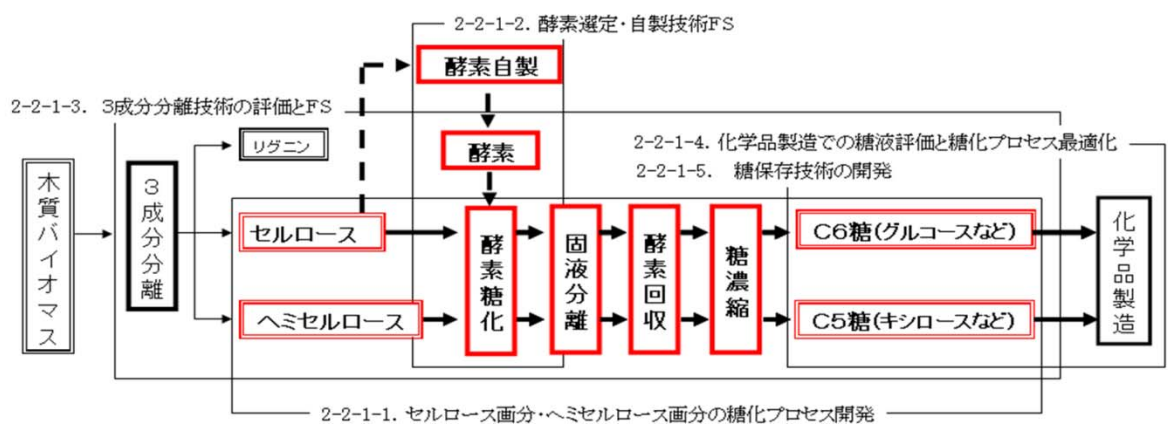 2-2-1-2. 酵素選定・自製技術FS
酵素自製
2-2-1-3. 3成分分離技術の評価とFS
リグニン
酵素
2-2-1-4. 化学品製造での糖液評価と糖化プロセス最適化
2-2-1-5. 糖保存技術の開発
木質バイオマス
3成分分離
セルロース
ヘミセルロース
酵素糖化
固液分離
酵素回収
糖濃縮
C6糖(グルコースなど)
C5糖(キシロースなど)
化学品製造
2-2-1-1. セルロース画分・ヘミセルロース画分の糖化プロセス開発